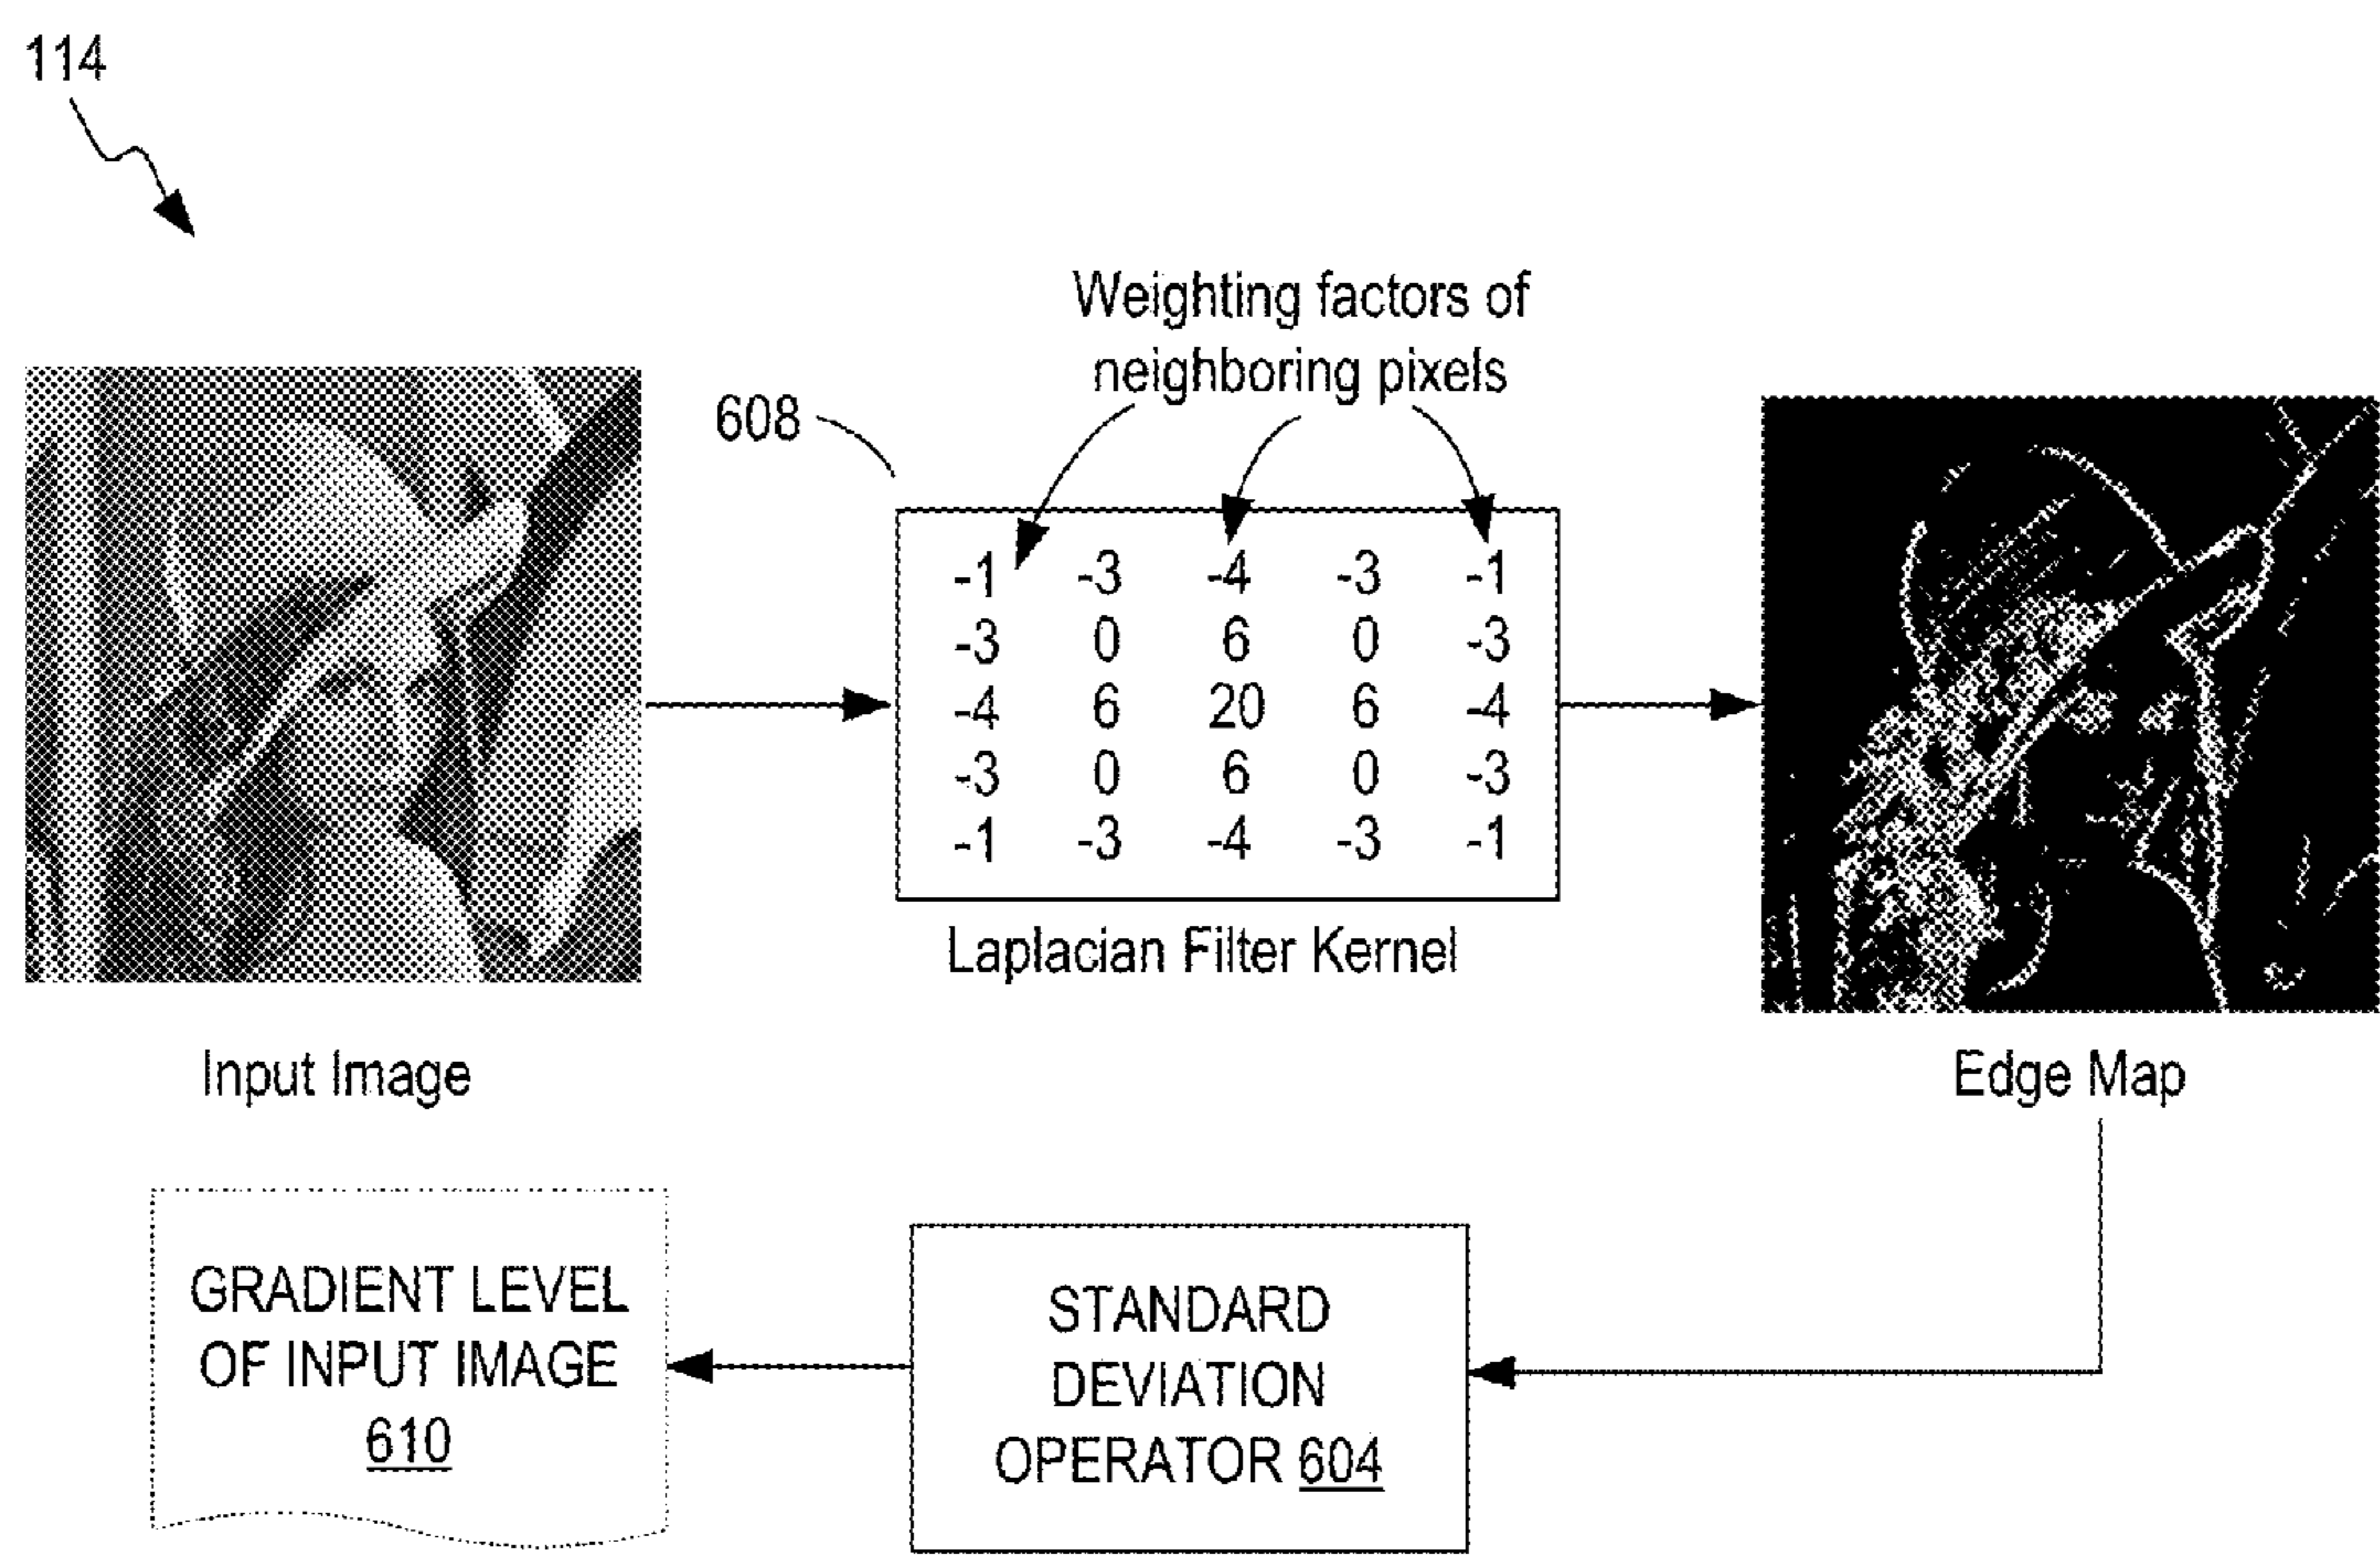 114
Weighting factors of
neighboring pixels
608
-1 -3 -4 -3 -1
-3 0 6 0 -3
-4 6 20 6 -4
-3 0 6 0 -3
-1 -3 -4 -3 -1
Laplacian Filter Kernel
Input Image
Edge Map
GRADIENT LEVEL
OF INPUT IMAGE
610
STANDARD
DEVIATION
OPERATOR 604